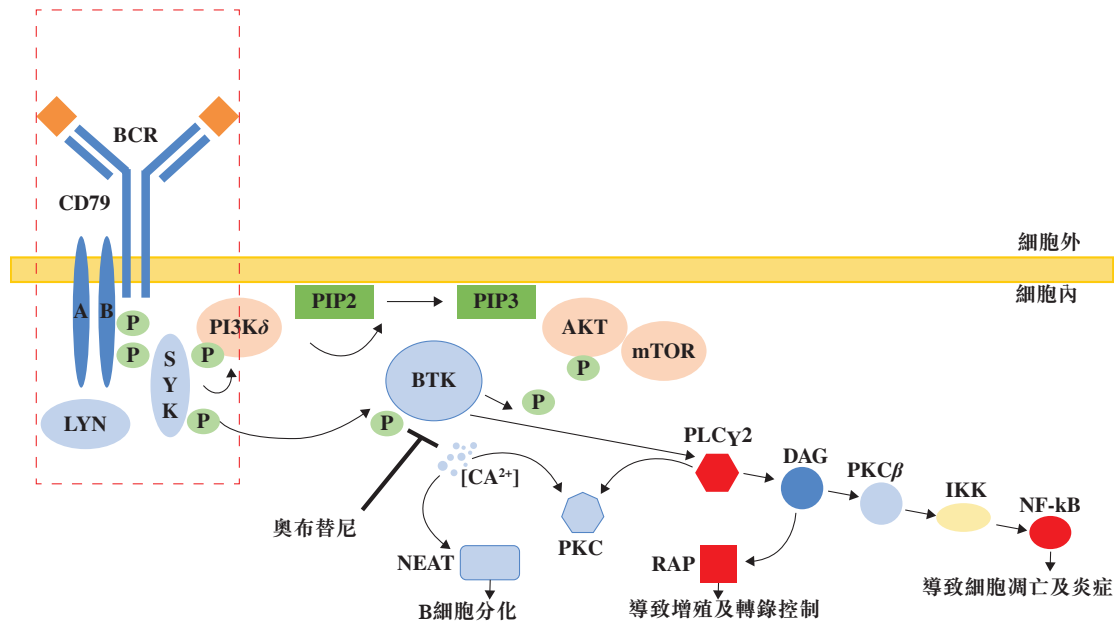 BCR
CD79
細胞外
細胞內
A
B
P
P
S
Y
K
P
P
LYN
PI3Kδ
PIP2
PIP3
AKT
mTOR
P
BTK
P
P
[CA²⁺]
奧布替尼
NEAT
B細胞分化
PKC
PLCY2
DAG
PKCβ
IKK
NF-kB
RAP
導致增殖及轉錄控制
導致細胞凋亡及炎症